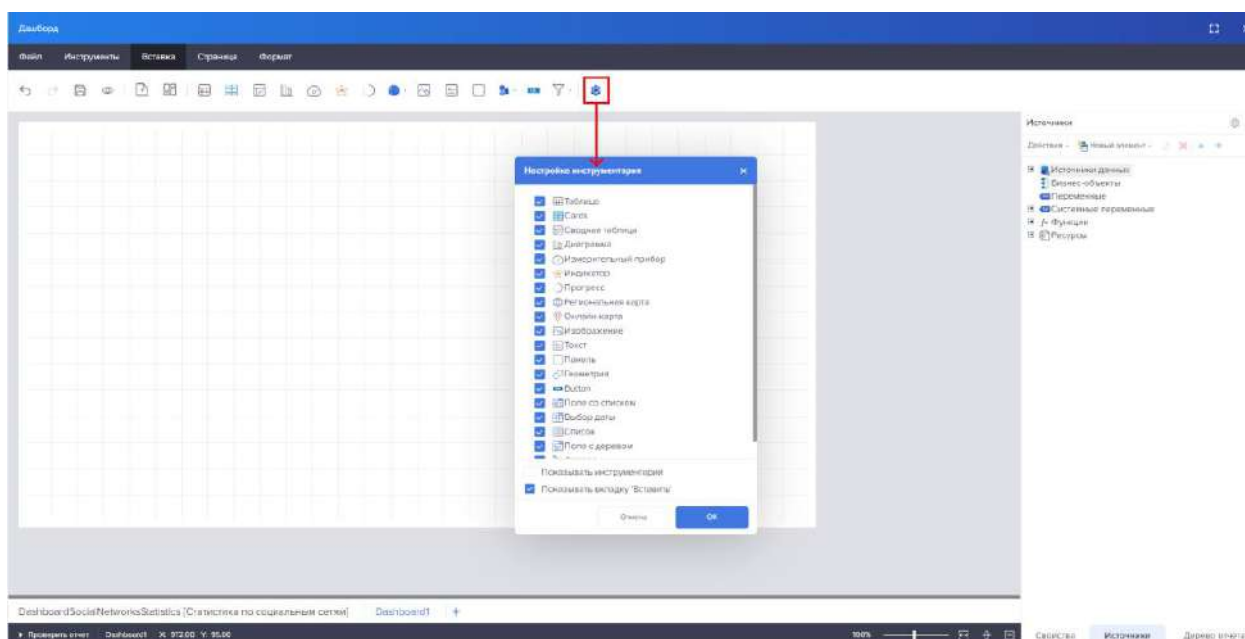 Дашборд
Файл Инструменты Вставка Страница Формат
Источники
Действия Новый элемент
Источники данных
Бизнес-объекты
Переменные
Системные переменные
Функции
Ресурсы
Настройка инструментария
Таблица
Cards
Сводная таблица
Диаграмма
Измерительный прибор
Индикатор
Прогресс
Региональная карта
Онлайн-карта
Изображение
Текст
Панель
Геометрия
Button
Поле со списком
Выбор даты
Список
Поле с деревом
Показывать инструментарий
Показывать вкладку 'Вставить'
Отмена OK
DashboardSocialNetworksStatistics [Статистика по социальным сетям] Dashboard1 +
Проверить отчет Dashboard1 X: 972.00 Y: 95.00 100% Свойства Источники Дерево отчета